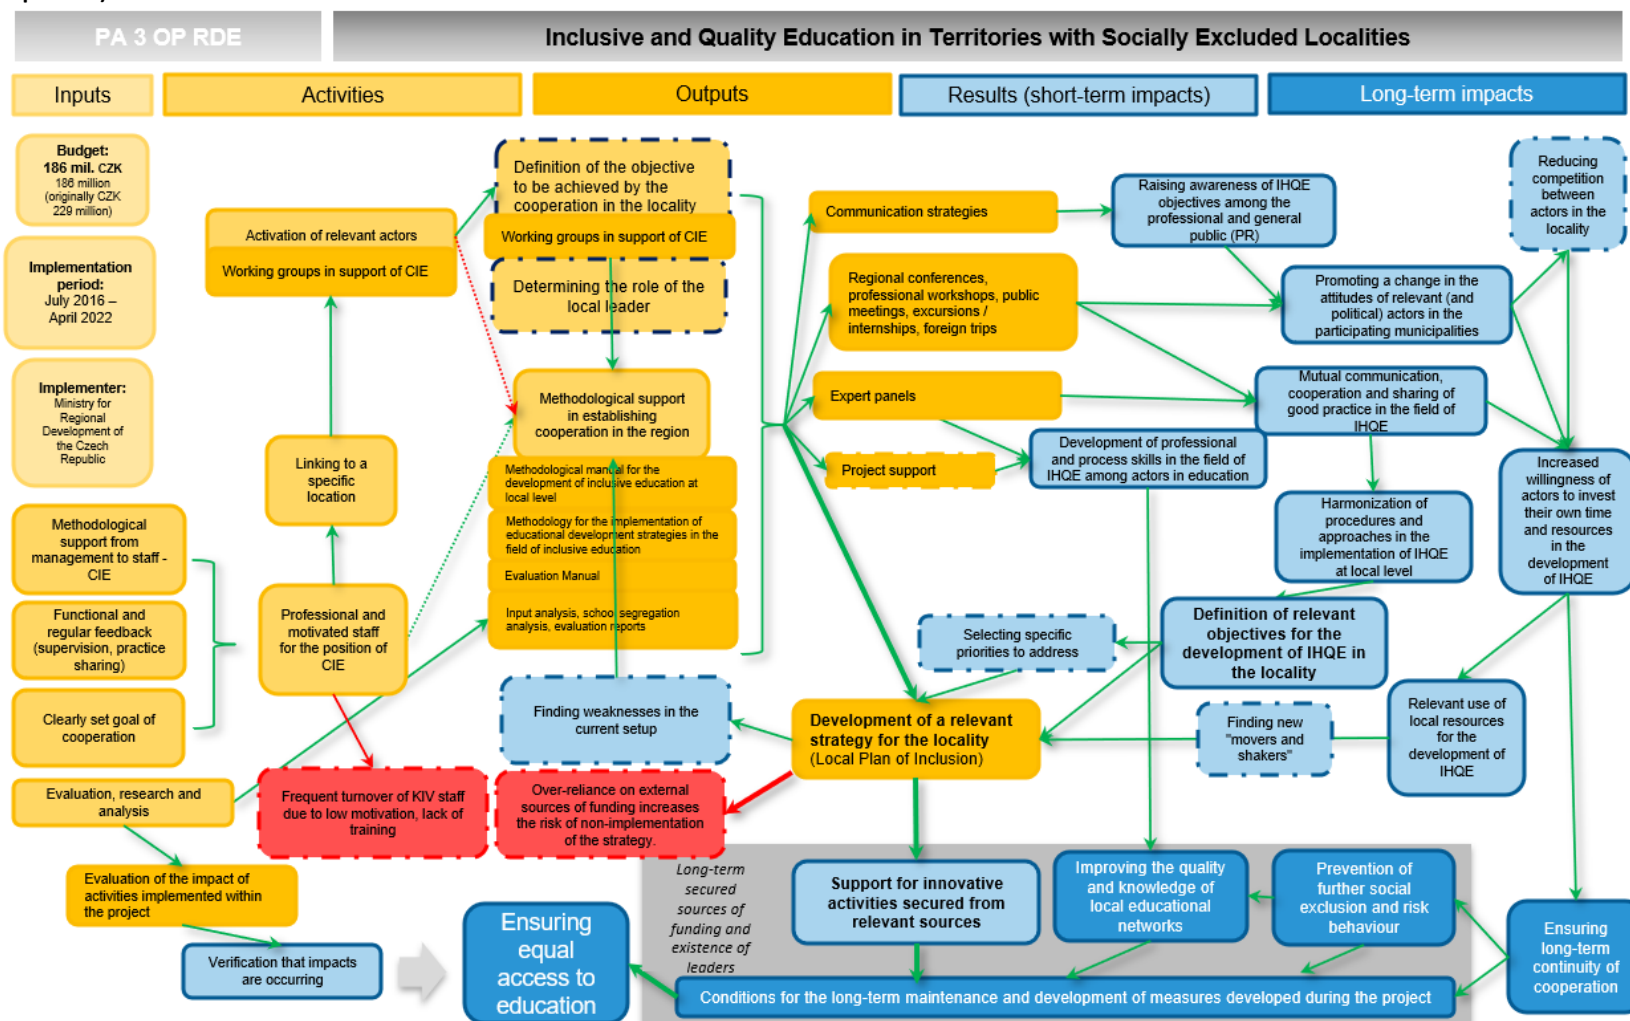 PA 3 OP RDE
Inclusive and Quality Education in Territories with Socially Excluded Localities
Inputs
Activities
Outputs
Results (short-term impacts)
Long-term impacts
Budget:
186 mil. CZK
186 million
(originally CZK
229 million)
Implementation
period:
July 2016 –
April 2022
Implementer:
Ministry for
Regional
Development of
the Czech
Republic
Methodological
support from
management to staff -
CIE
Functional and
regular feedback
(supervision, practice
sharing)
Clearly set goal of
cooperation
Evaluation, research and
analysis
Evaluation of the impact of
activities implemented within
the project
Verification that impacts
are occurring
Activation of relevant actors
Working groups in support of CIE
Linking to a
specific
location
Professional and
motivated staff
for the position of
CIE
Frequent turnover of KIV staff
due to low motivation, lack of
training
Definition of the objective
to be achieved by the
cooperation in the locality
Working groups in support of CIE
Determining the role of the
local leader
Methodological support
in establishing
cooperation in the region
Methodological manual for the
development of inclusive education at
local level
Methodology for the implementation of
educational development strategies in the
field of inclusive education
Evaluation Manual
Input analysis, school segregation
analysis, evaluation reports
Finding weaknesses in the
current setup
Over-reliance on external
sources of funding increases
the risk of non-implementation
of the strategy.
Communication strategies
Regional conferences,
professional workshops, public
meetings, excursions /
internships, foreign trips
Expert panels
Project support
Raising awareness of IHQE
objectives among the
professional and general
public (PR)
Promoting a change in the
attitudes of relevant (and
political) actors in the
participating municipalities
Reducing
competition
between
actors in the
locality
Mutual communication,
cooperation and sharing of
good practice in the field of
IHQE
Development of professional
and process skills in the field of
IHQE among actors in education
Harmonization of
procedures and
approaches in the
implementation of IHQE
at local level
Increased
willingness of
actors to invest
their own time
and resources
in the
development
of IHQE
Selecting specific
priorities to address
Definition of relevant
objectives for the
development of IHQE in
the locality
Development of a relevant
strategy for the locality
(Local Plan of Inclusion)
Finding new
"movers and
shakers"
Relevant use of
local resources
for the
development of
IHQE
Long-term
secured
sources of
funding and
existence of
leaders
Support for innovative
activities secured from
relevant sources
Improving the quality
and knowledge of
local educational
networks
Prevention of
further social
exclusion and risk
behaviour
Ensuring
long-term
continuity of
cooperation
Ensuring
equal
access to
education
Conditions for the long-term maintenance and development of measures developed during the project